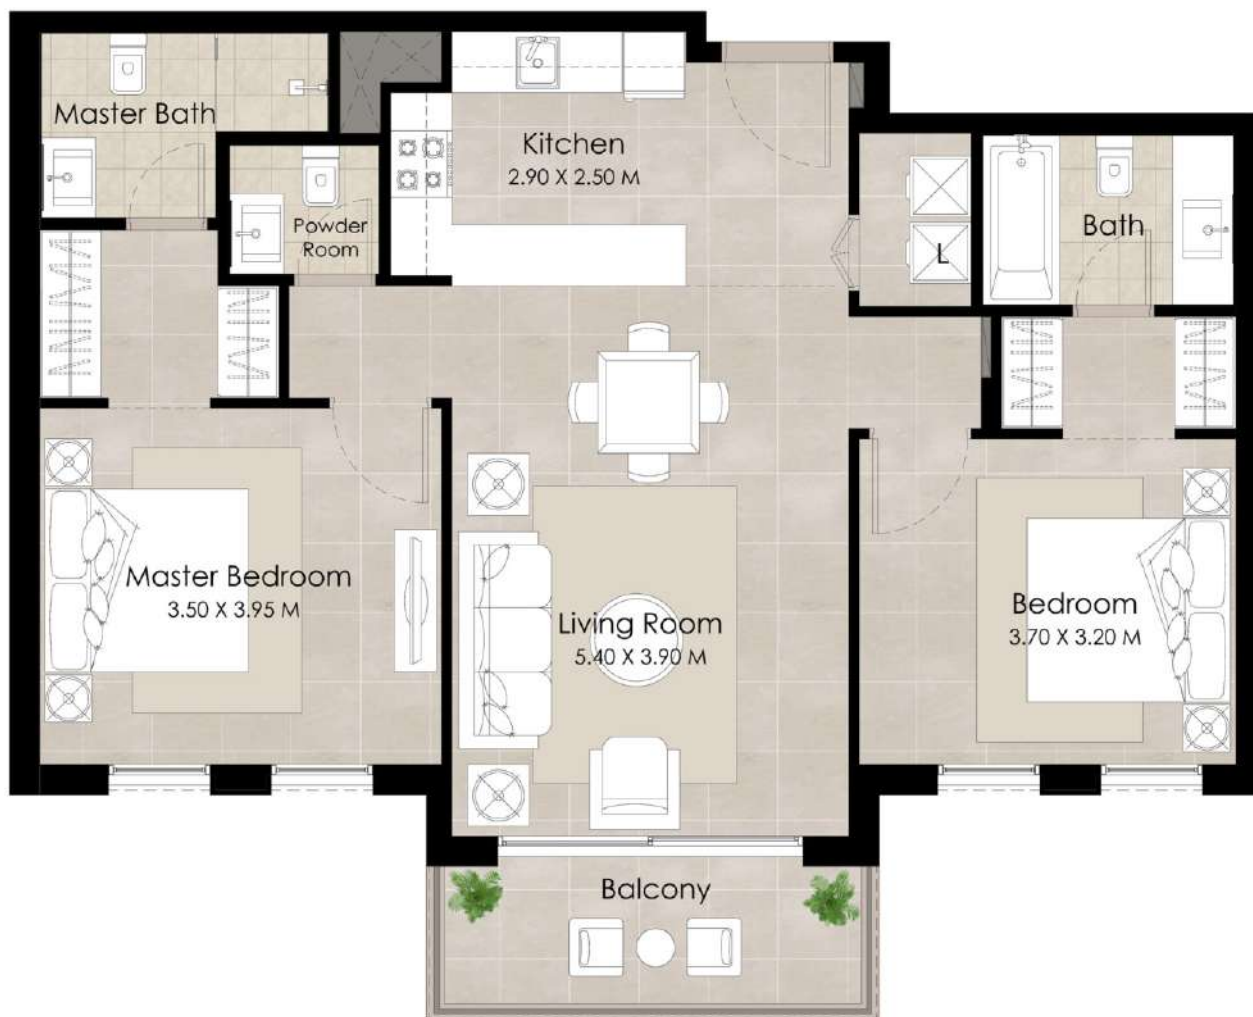 Master Bath
Kitchen
2.90 X 2.50 M
Powder
Room
Bath
L
Master Bedroom
3.50 X 3.95 M
Living Room
5.40 X 3.90 M
Bedroom
3.70 X 3.20 M
Balcony